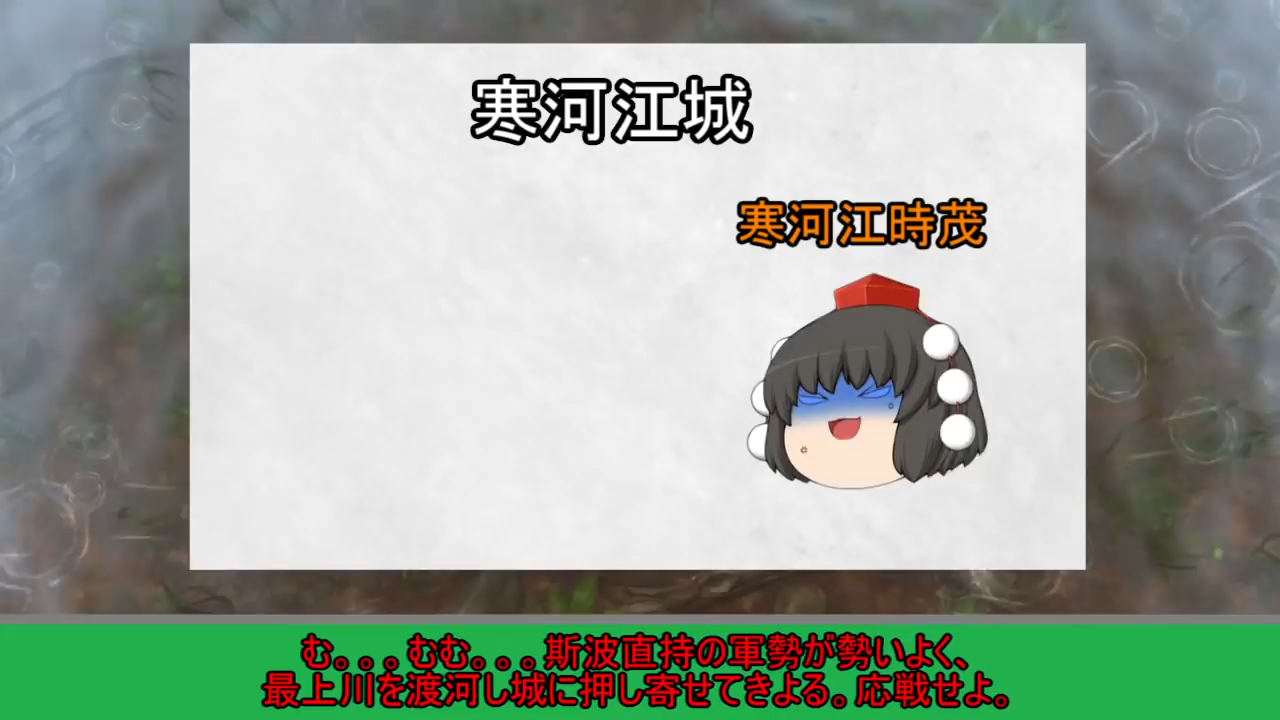 寒河江城
寒河江時茂
む。。。むむ。。。斯波直持の軍勢が勢いよく、
最上川を渡河し城に押し寄せてきよる。応戦せよ。